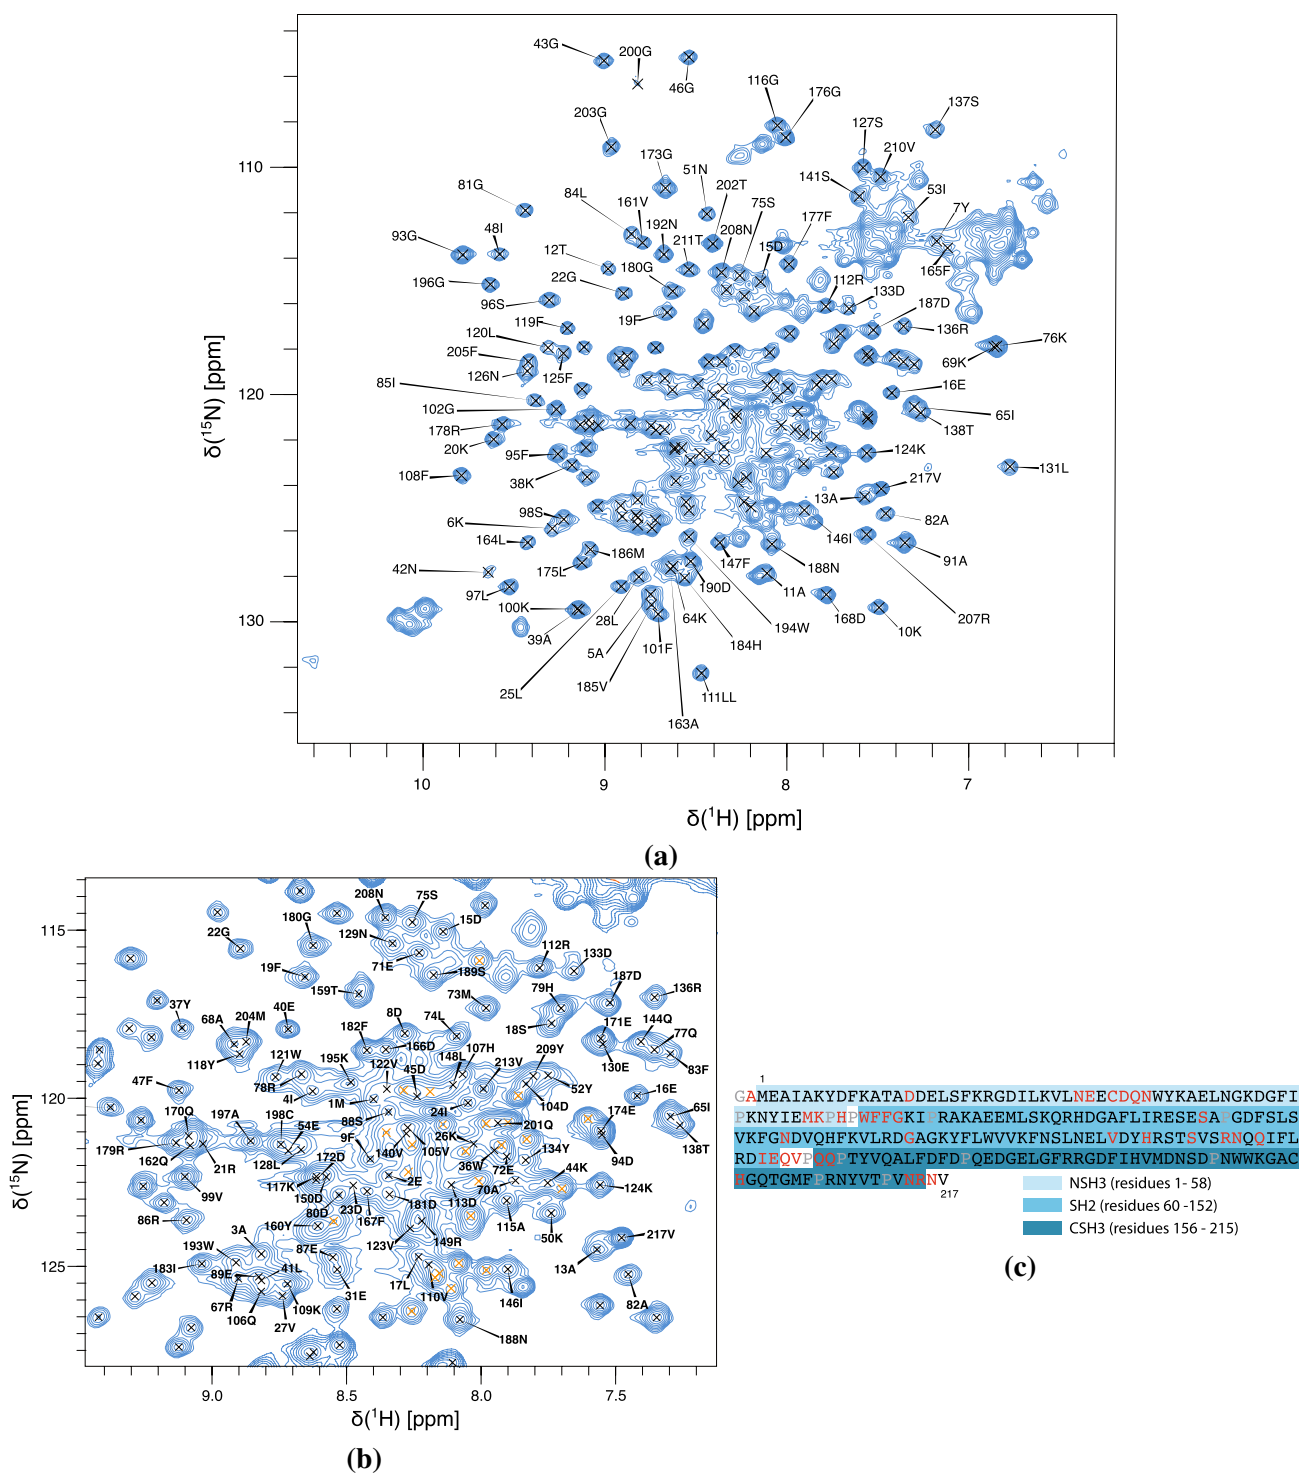 43G
200G
46G
116G
176G
137S
203G
127S
210V
173G
51N
141S
53I
81G
84L
161V
202T
75S
7Y
48I
192N
177F
93G
211T
208N
12T
15D
165F
180G
196G
22G
112R
133D
96S
19F
187D
119F
136R
120L
76K
205F
69K
126N
125F
85I
16E
102G
65I
178R
138T
20K
95F
124K
108F
131L
38K
217V
98S
13A
82A
6K
146I
164L
186M
147F
91A
175L
188N
42N
190D
11A
97L
100K
28L
64K
168D
10K
39A
194W
207R
5A
101F
184H
25L
185V
111LL
163A
110
120
130
δ(¹⁵N) [ppm]
10
9
8
7
δ(¹H) [ppm]
(a)
208N
75S
180G
15D
22G
129N
112R
133D
71E
19F
189S
79H
187D
159T
73M
136R
37Y
40E
8D
74L
18S
171E
144Q
68A
204M
182F
77Q
166D
107H
209Y
118Y
121W
195K
122V
148L
213V
130E
83F
45D
47F
78R
52Y
16E
4I
104D
170Q
1M
24I
174E
65I
197A
198C
88S
201Q
54E
9F
26K
179R
134Y
138T
162Q
172D
140V
105V
36W
94D
21R
128L
72E
44K
117K
2E
99V
150D
70A
124K
23D
181D
113D
86R
80D
167F
115A
50K
3A
160Y
123V
149R
217V
193W
87E
13A
183I
41L
89E
17L
31E
110V
146I
82A
67R
109K
106Q
27V
188N
115
120
125
δ(¹⁵N) [ppm]
9.0
8.5
8.0
7.5
δ(¹H) [ppm]
(b)
1
GAMEAIAKYDFKATADDELSFKRGDILKVLNEECDQNWYKAELNGKDGFI
PKNYIEMKPHPWFFGKIPRAKAEEMLSKQRHDGAFLIRESESAPGDFSLS
VKFGNDVQHFKVLRDGAGKYFLWVVKFNSLNELVDYHRSTSVSRNQQIFL
RDIEQVPQQPTYVQALFDFDPQEDGELGFRRGDFIHVMDNSDPNWWKGAC
HGQTGMFPRNYVTPVNRNV
217
NSH3 (residues 1- 58)
SH2 (residues 60 -152)
CSH3 (residues 156 - 215)
(c)